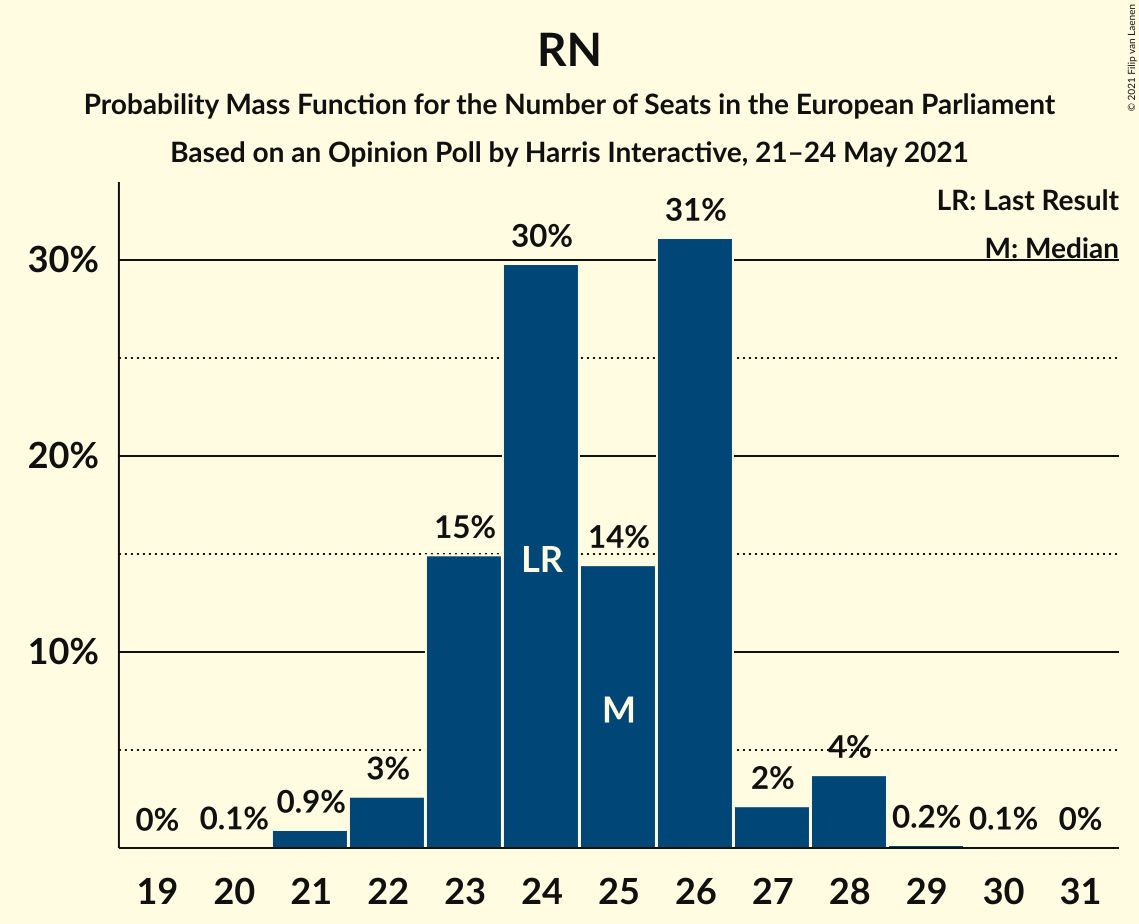 RN
Probability Mass Function for the Number of Seats in the European Parliament
Based on an Opinion Poll by Harris Interactive, 21–24 May 2021
© 2021 Filip van Laenen
LR: Last Result
M: Median
30%
20%
10%
0%
0.1%
0.9%
3%
15%
30%
14%
31%
2%
4%
0.2%
0.1%
0%
LR
M
19 20 21 22 23 24 25 26 27 28 29 30 31